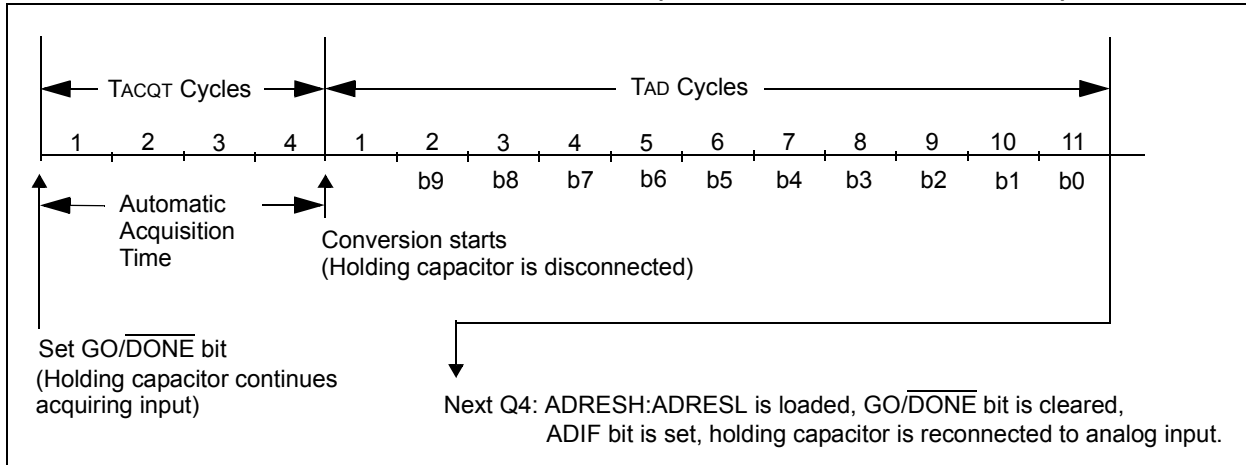 TACQT Cycles TAD Cycles
1 2 3 4 1 2 3 4 5 6 7 8 9 10 11
b9 b8 b7 b6 b5 b4 b3 b2 b1 b0
Automatic
Acquisition
Time
Conversion starts
(Holding capacitor is disconnected)
Set GO/DONE bit
(Holding capacitor continues
acquiring input)
Next Q4: ADRESH:ADRESL is loaded, GO/DONE bit is cleared,
ADIF bit is set, holding capacitor is reconnected to analog input.